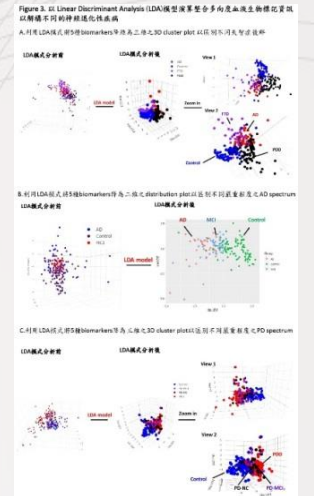 Figure 3. 以 Linear Discriminant Analysis (LDA)模型演算整合多向度血液生物標記資訊
以解構不同的神經退化性疾病
A.利用LDA模式將5種biomarkers降維為三維之3D cluster plot 以區別不同失智症族群
LDA模式分析前
LDA模式分析後
View 1
LDA model
Zoom in
View 2
FTD
AD
Control
PDD
B.利用LDA模式將5種biomarkers降為二維之distribution plot以區別不同嚴重程度之AD spectrum
LDA模式分析前
LDA模式分析後
AD
Control
MCI
LDA model
AD
MCI
Control
C.利用LDA模式將5種biomarkers降為三維之3D cluster plot以區別不同嚴重程度之PD spectrum
LDA模式分析前
LDA模式分析後
View 1
LDA model
Zoom in
View 2
PDD
Control
PD-NC
PD-MCI